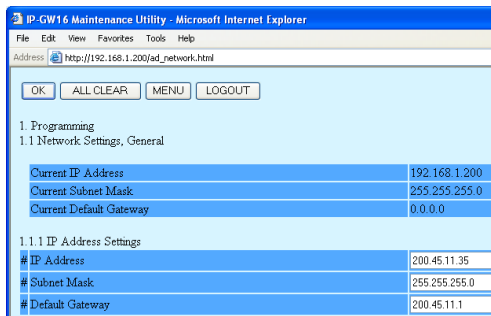 IP-GW16 Maintenance Utility - Microsoft Internet Explorer
File Edit View Favorites Tools Help
Address http://192.168.1.200/ad_network.html
OK ALL CLEAR MENU LOGOUT
1. Programming
1.1 Network Settings, General
Current IP Address 192.168.1.200
Current Subnet Mask 255.255.255.0
Current Default Gateway 0.0.0.0
1.1.1 IP Address Settings
# IP Address 200.45.11.35
# Subnet Mask 255.255.255.0
# Default Gateway 200.45.11.1